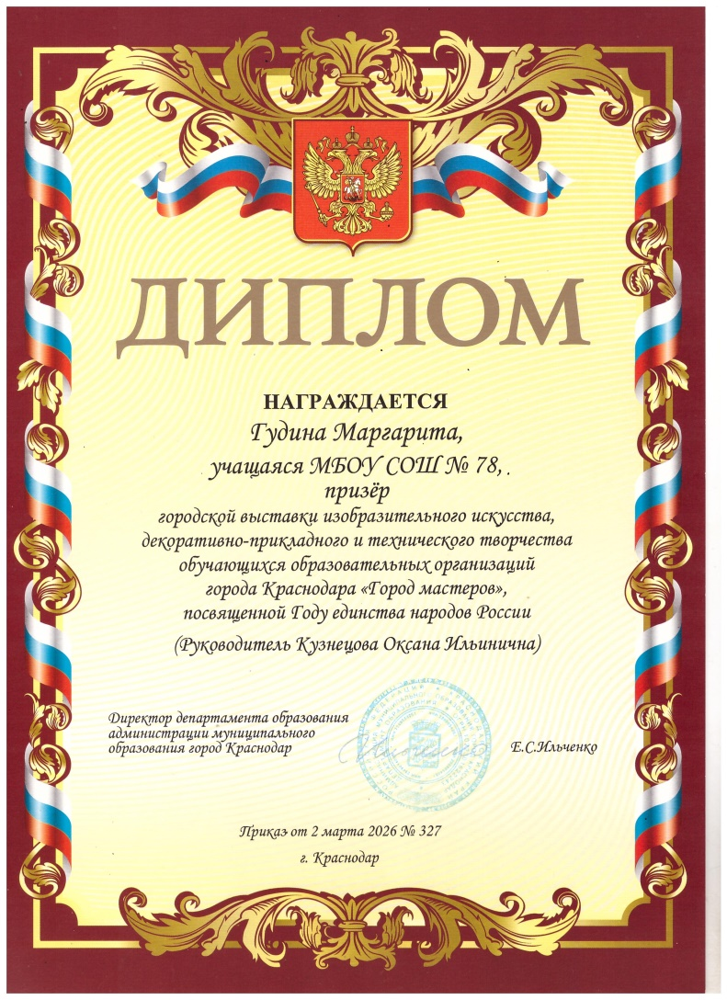 ДИПЛОМ
НАГРАЖДАЕТСЯ
Гудина Маргарита,
учащаяся МБОУ СОШ № 78,
призёр
городской выставки изобразительного искусства,
декоративно-прикладного и технического творчества
обучающихся образовательных организаций
города Краснодара «Город мастеров»,
посвященной Году единства народов России
(Руководитель Кузнецова Оксана Ильинична)
Директор департамента образования
администрации муниципального
образования город Краснодар
Е.С.Ильченко
Приказ от 2 марта 2026 № 327
г. Краснодар